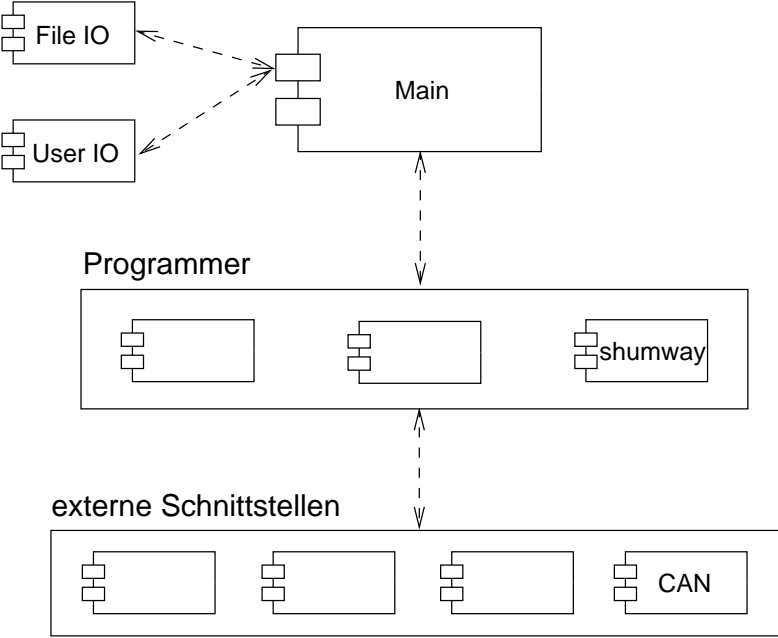 File IO
Main
User IO
Programmer
shumway
externe Schnittstellen
CAN